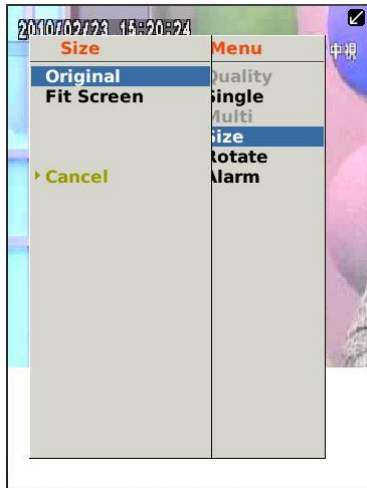 2010/02/23 15:20:24
中視
Size
Original
Fit Screen
Cancel
Menu
Quality
Single
Multi
Size
Rotate
Alarm